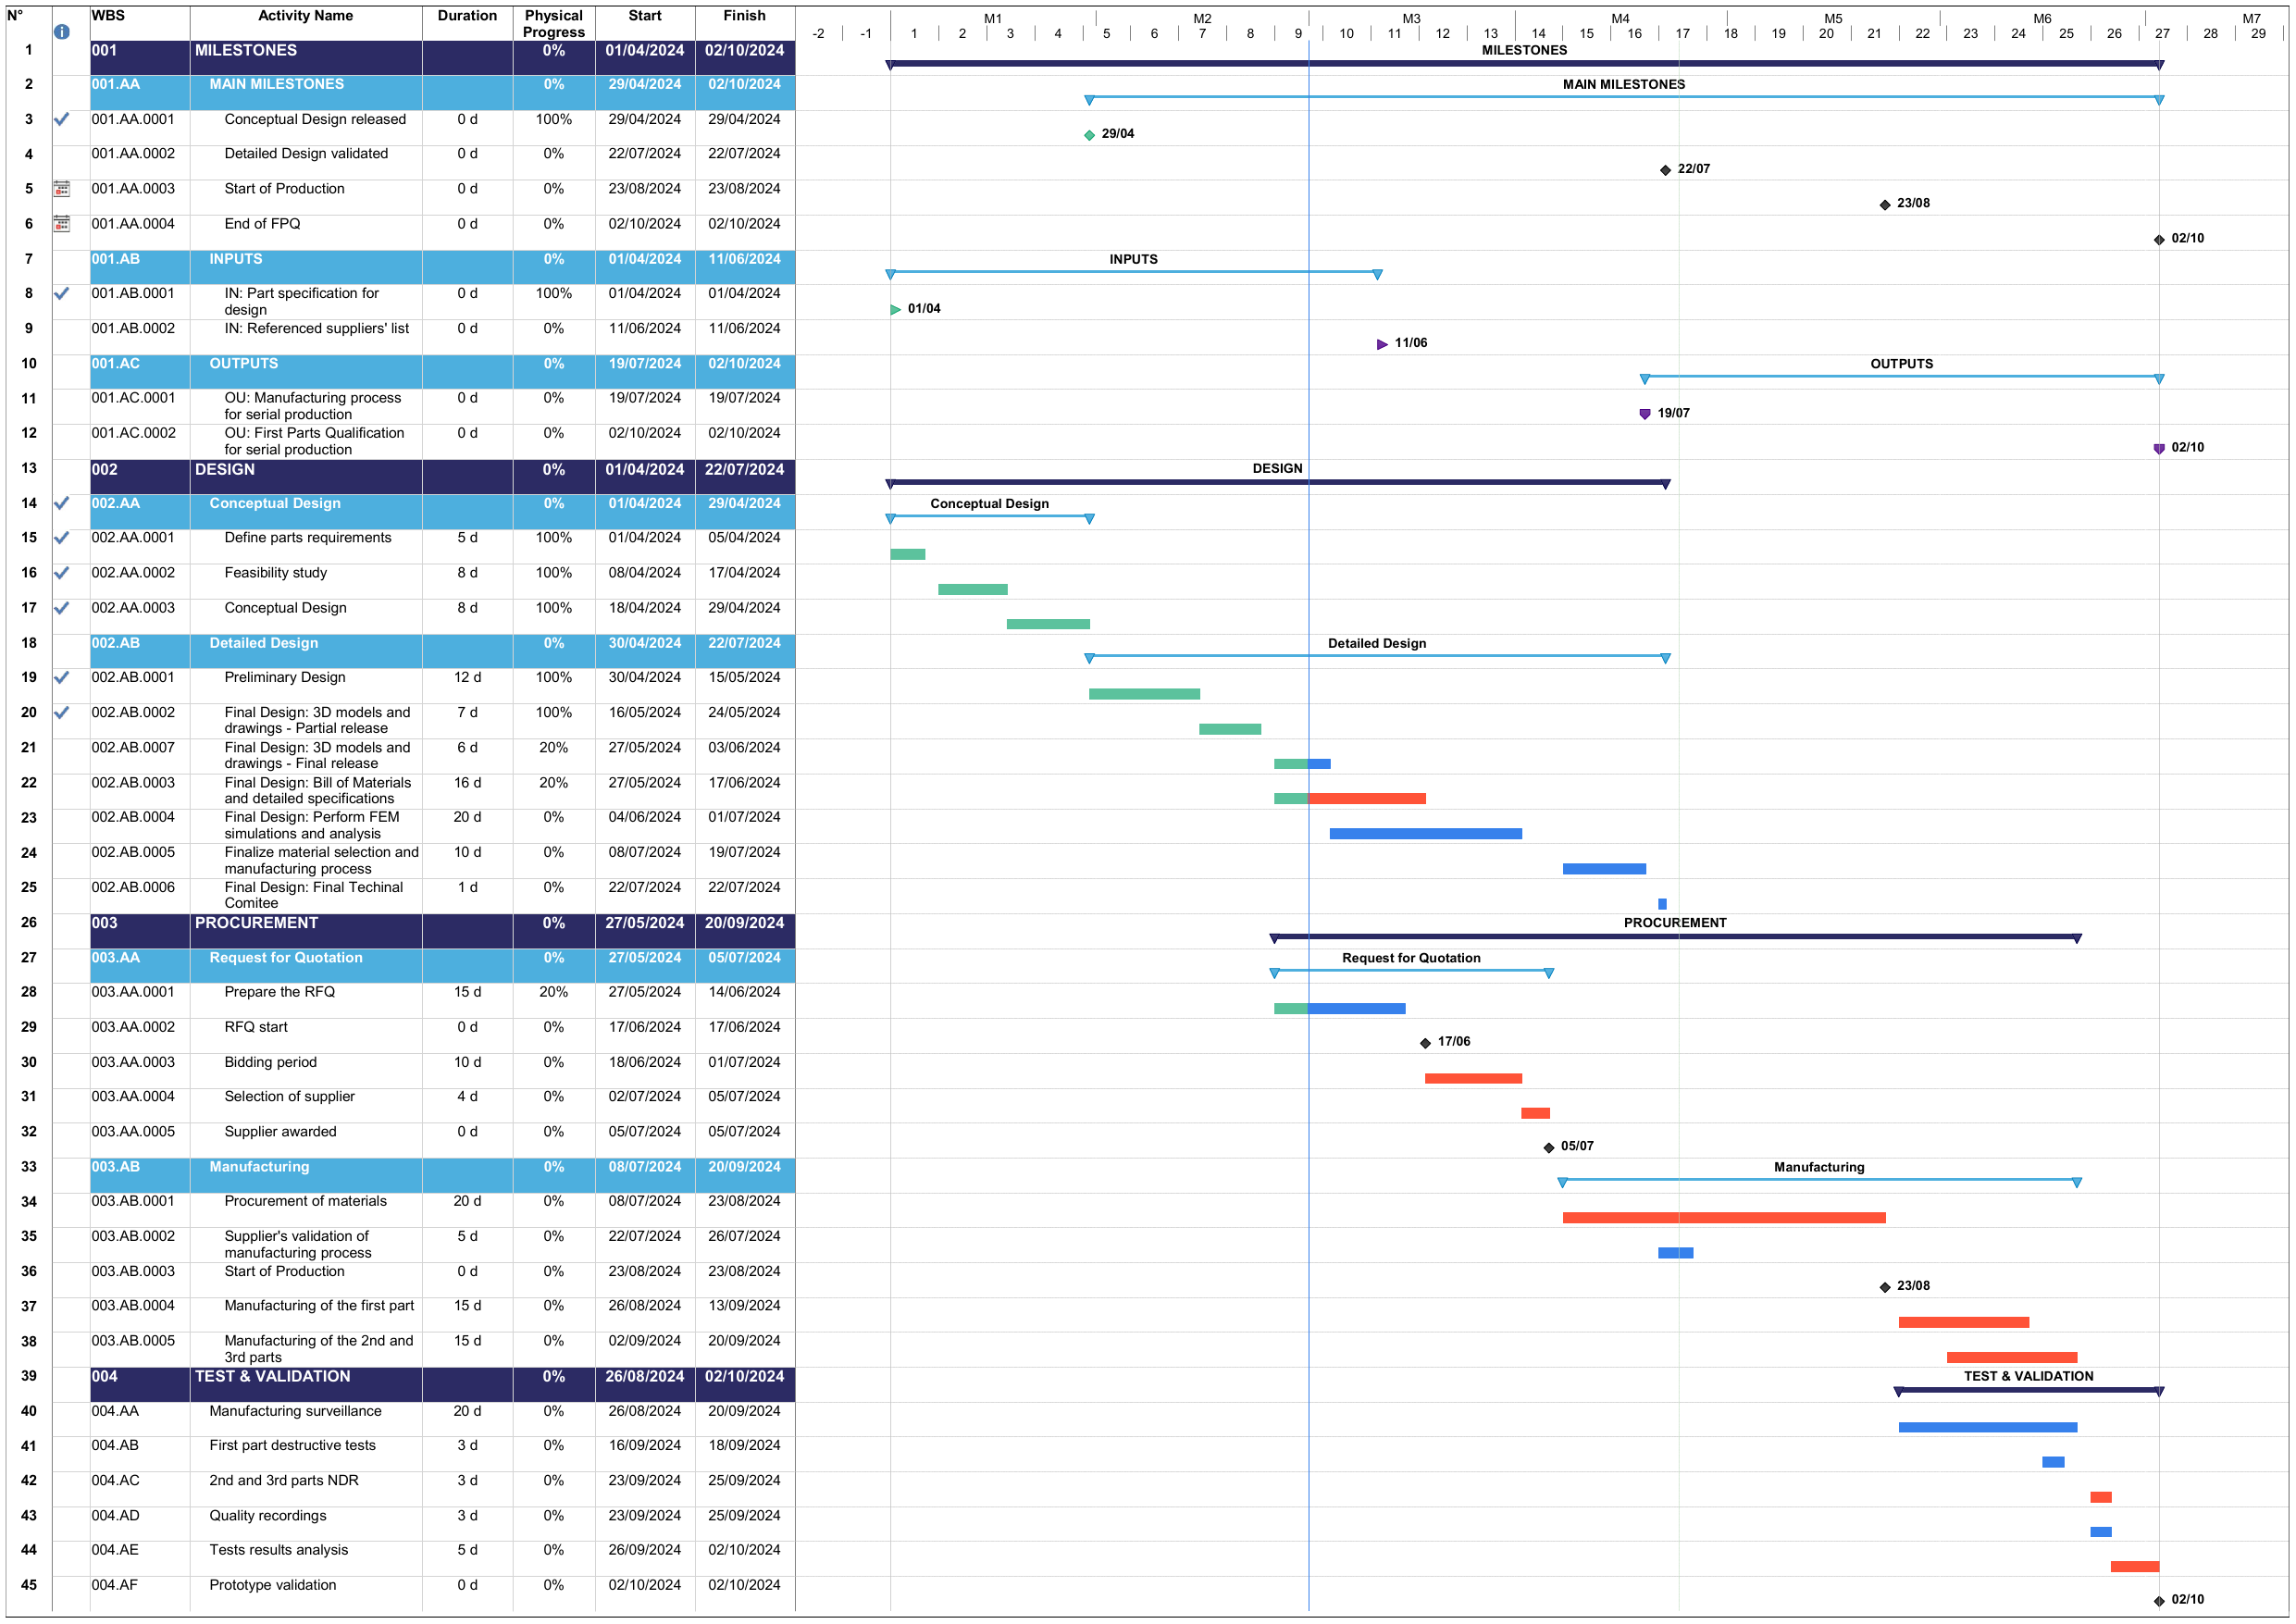 N° WBS Activity Name Duration Physical Progress Start Finish
M1 M2 M3 M4 M5 M6 M7
-2 -1 1 2 3 4 5 6 7 8 9 10 11 12 13 14 15 16 17 18 19 20 21 22 23 24 25 26 27 28 29
1 001 MILESTONES 0% 01/04/2024 02/10/2024 MILESTONES
2 001.AA MAIN MILESTONES 0% 29/04/2024 02/10/2024 MAIN MILESTONES
3 001.AA.0001 Conceptual Design released 0 d 100% 29/04/2024 29/04/2024 29/04
4 001.AA.0002 Detailed Design validated 0 d 0% 22/07/2024 22/07/2024 22/07
5 001.AA.0003 Start of Production 0 d 0% 23/08/2024 23/08/2024 23/08
6 001.AA.0004 End of FPQ 0 d 0% 02/10/2024 02/10/2024 02/10
7 001.AB INPUTS 0% 01/04/2024 11/06/2024 INPUTS
8 001.AB.0001 IN: Part specification for design 0 d 100% 01/04/2024 01/04/2024 01/04
9 001.AB.0002 IN: Referenced suppliers' list 0 d 0% 11/06/2024 11/06/2024 11/06
10 001.AC OUTPUTS 0% 19/07/2024 02/10/2024 OUTPUTS
11 001.AC.0001 OU: Manufacturing process for serial production 0 d 0% 19/07/2024 19/07/2024 19/07
12 001.AC.0002 OU: First Parts Qualification for serial production 0 d 0% 02/10/2024 02/10/2024 02/10
13 002 DESIGN 0% 01/04/2024 22/07/2024 DESIGN
14 002.AA Conceptual Design 0% 01/04/2024 29/04/2024 Conceptual Design
15 002.AA.0001 Define parts requirements 5 d 100% 01/04/2024 05/04/2024
16 002.AA.0002 Feasibility study 8 d 100% 08/04/2024 17/04/2024
17 002.AA.0003 Conceptual Design 8 d 100% 18/04/2024 29/04/2024
18 002.AB Detailed Design 0% 30/04/2024 22/07/2024 Detailed Design
19 002.AB.0001 Preliminary Design 12 d 100% 30/04/2024 15/05/2024
20 002.AB.0002 Final Design: 3D models and drawings - Partial release 7 d 100% 16/05/2024 24/05/2024
21 002.AB.0007 Final Design: 3D models and drawings - Final release 6 d 20% 27/05/2024 03/06/2024
22 002.AB.0003 Final Design: Bill of Materials and detailed specifications 16 d 20% 27/05/2024 17/06/2024
23 002.AB.0004 Final Design: Perform FEM simulations and analysis 20 d 0% 04/06/2024 01/07/2024
24 002.AB.0005 Finalize material selection and manufacturing process 10 d 0% 08/07/2024 19/07/2024
25 002.AB.0006 Final Design: Final Techinal Comitee 1 d 0% 22/07/2024 22/07/2024
26 003 PROCUREMENT 0% 27/05/2024 20/09/2024 PROCUREMENT
27 003.AA Request for Quotation 0% 27/05/2024 05/07/2024 Request for Quotation
28 003.AA.0001 Prepare the RFQ 15 d 20% 27/05/2024 14/06/2024
29 003.AA.0002 RFQ start 0 d 0% 17/06/2024 17/06/2024 17/06
30 003.AA.0003 Bidding period 10 d 0% 18/06/2024 01/07/2024
31 003.AA.0004 Selection of supplier 4 d 0% 02/07/2024 05/07/2024
32 003.AA.0005 Supplier awarded 0 d 0% 05/07/2024 05/07/2024 05/07
33 003.AB Manufacturing 0% 08/07/2024 20/09/2024 Manufacturing
34 003.AB.0001 Procurement of materials 20 d 0% 08/07/2024 23/08/2024
35 003.AB.0002 Supplier's validation of manufacturing process 5 d 0% 22/07/2024 26/07/2024
36 003.AB.0003 Start of Production 0 d 0% 23/08/2024 23/08/2024 23/08
37 003.AB.0004 Manufacturing of the first part 15 d 0% 26/08/2024 13/09/2024
38 003.AB.0005 Manufacturing of the 2nd and 3rd parts 15 d 0% 02/09/2024 20/09/2024
39 004 TEST & VALIDATION 0% 26/08/2024 02/10/2024 TEST & VALIDATION
40 004.AA Manufacturing surveillance 20 d 0% 26/08/2024 20/09/2024
41 004.AB First part destructive tests 3 d 0% 16/09/2024 18/09/2024
42 004.AC 2nd and 3rd parts NDR 3 d 0% 23/09/2024 25/09/2024
43 004.AD Quality recordings 3 d 0% 23/09/2024 25/09/2024
44 004.AE Tests results analysis 5 d 0% 26/09/2024 02/10/2024
45 004.AF Prototype validation 0 d 0% 02/10/2024 02/10/2024 02/10